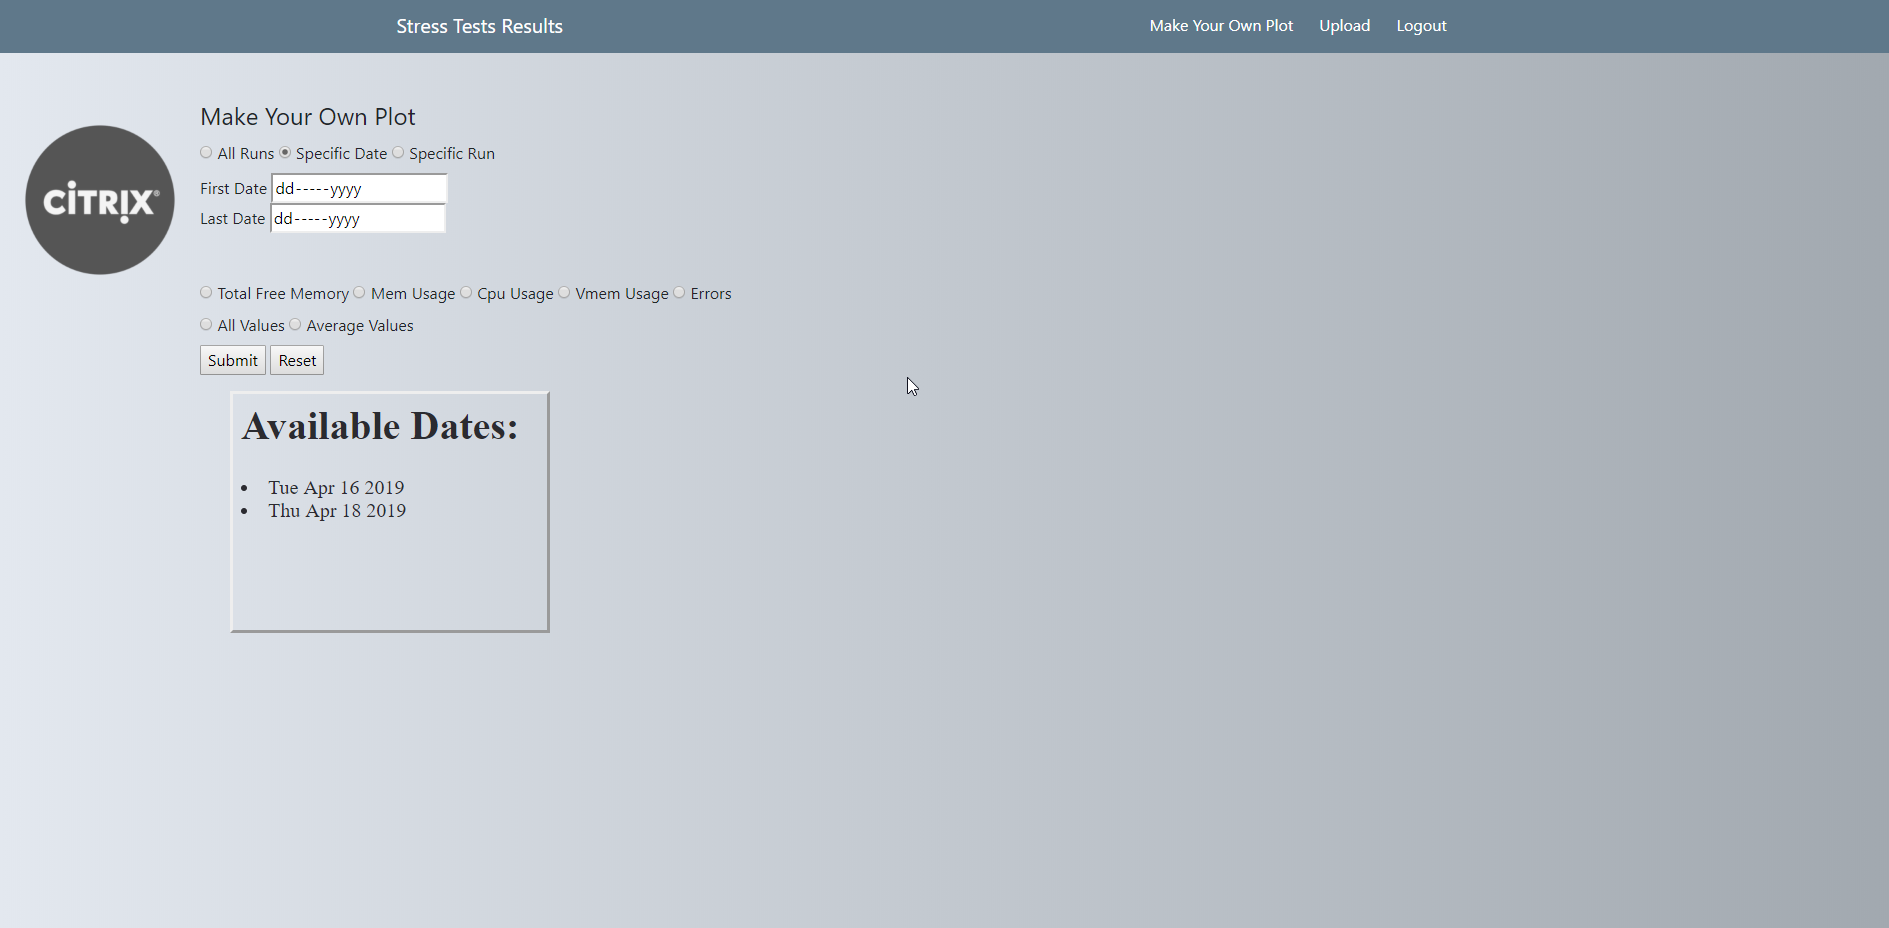 Stress Tests Results Make Your Own Plot Upload Logout
CiTRIX®
Make Your Own Plot
All Runs Specific Date Specific Run
First Date dd-----yyyy
Last Date dd-----yyyy
Total Free Memory Mem Usage Cpu Usage Vmem Usage Errors
All Values Average Values
Submit Reset
Available Dates:
• Tue Apr 16 2019
• Thu Apr 18 2019